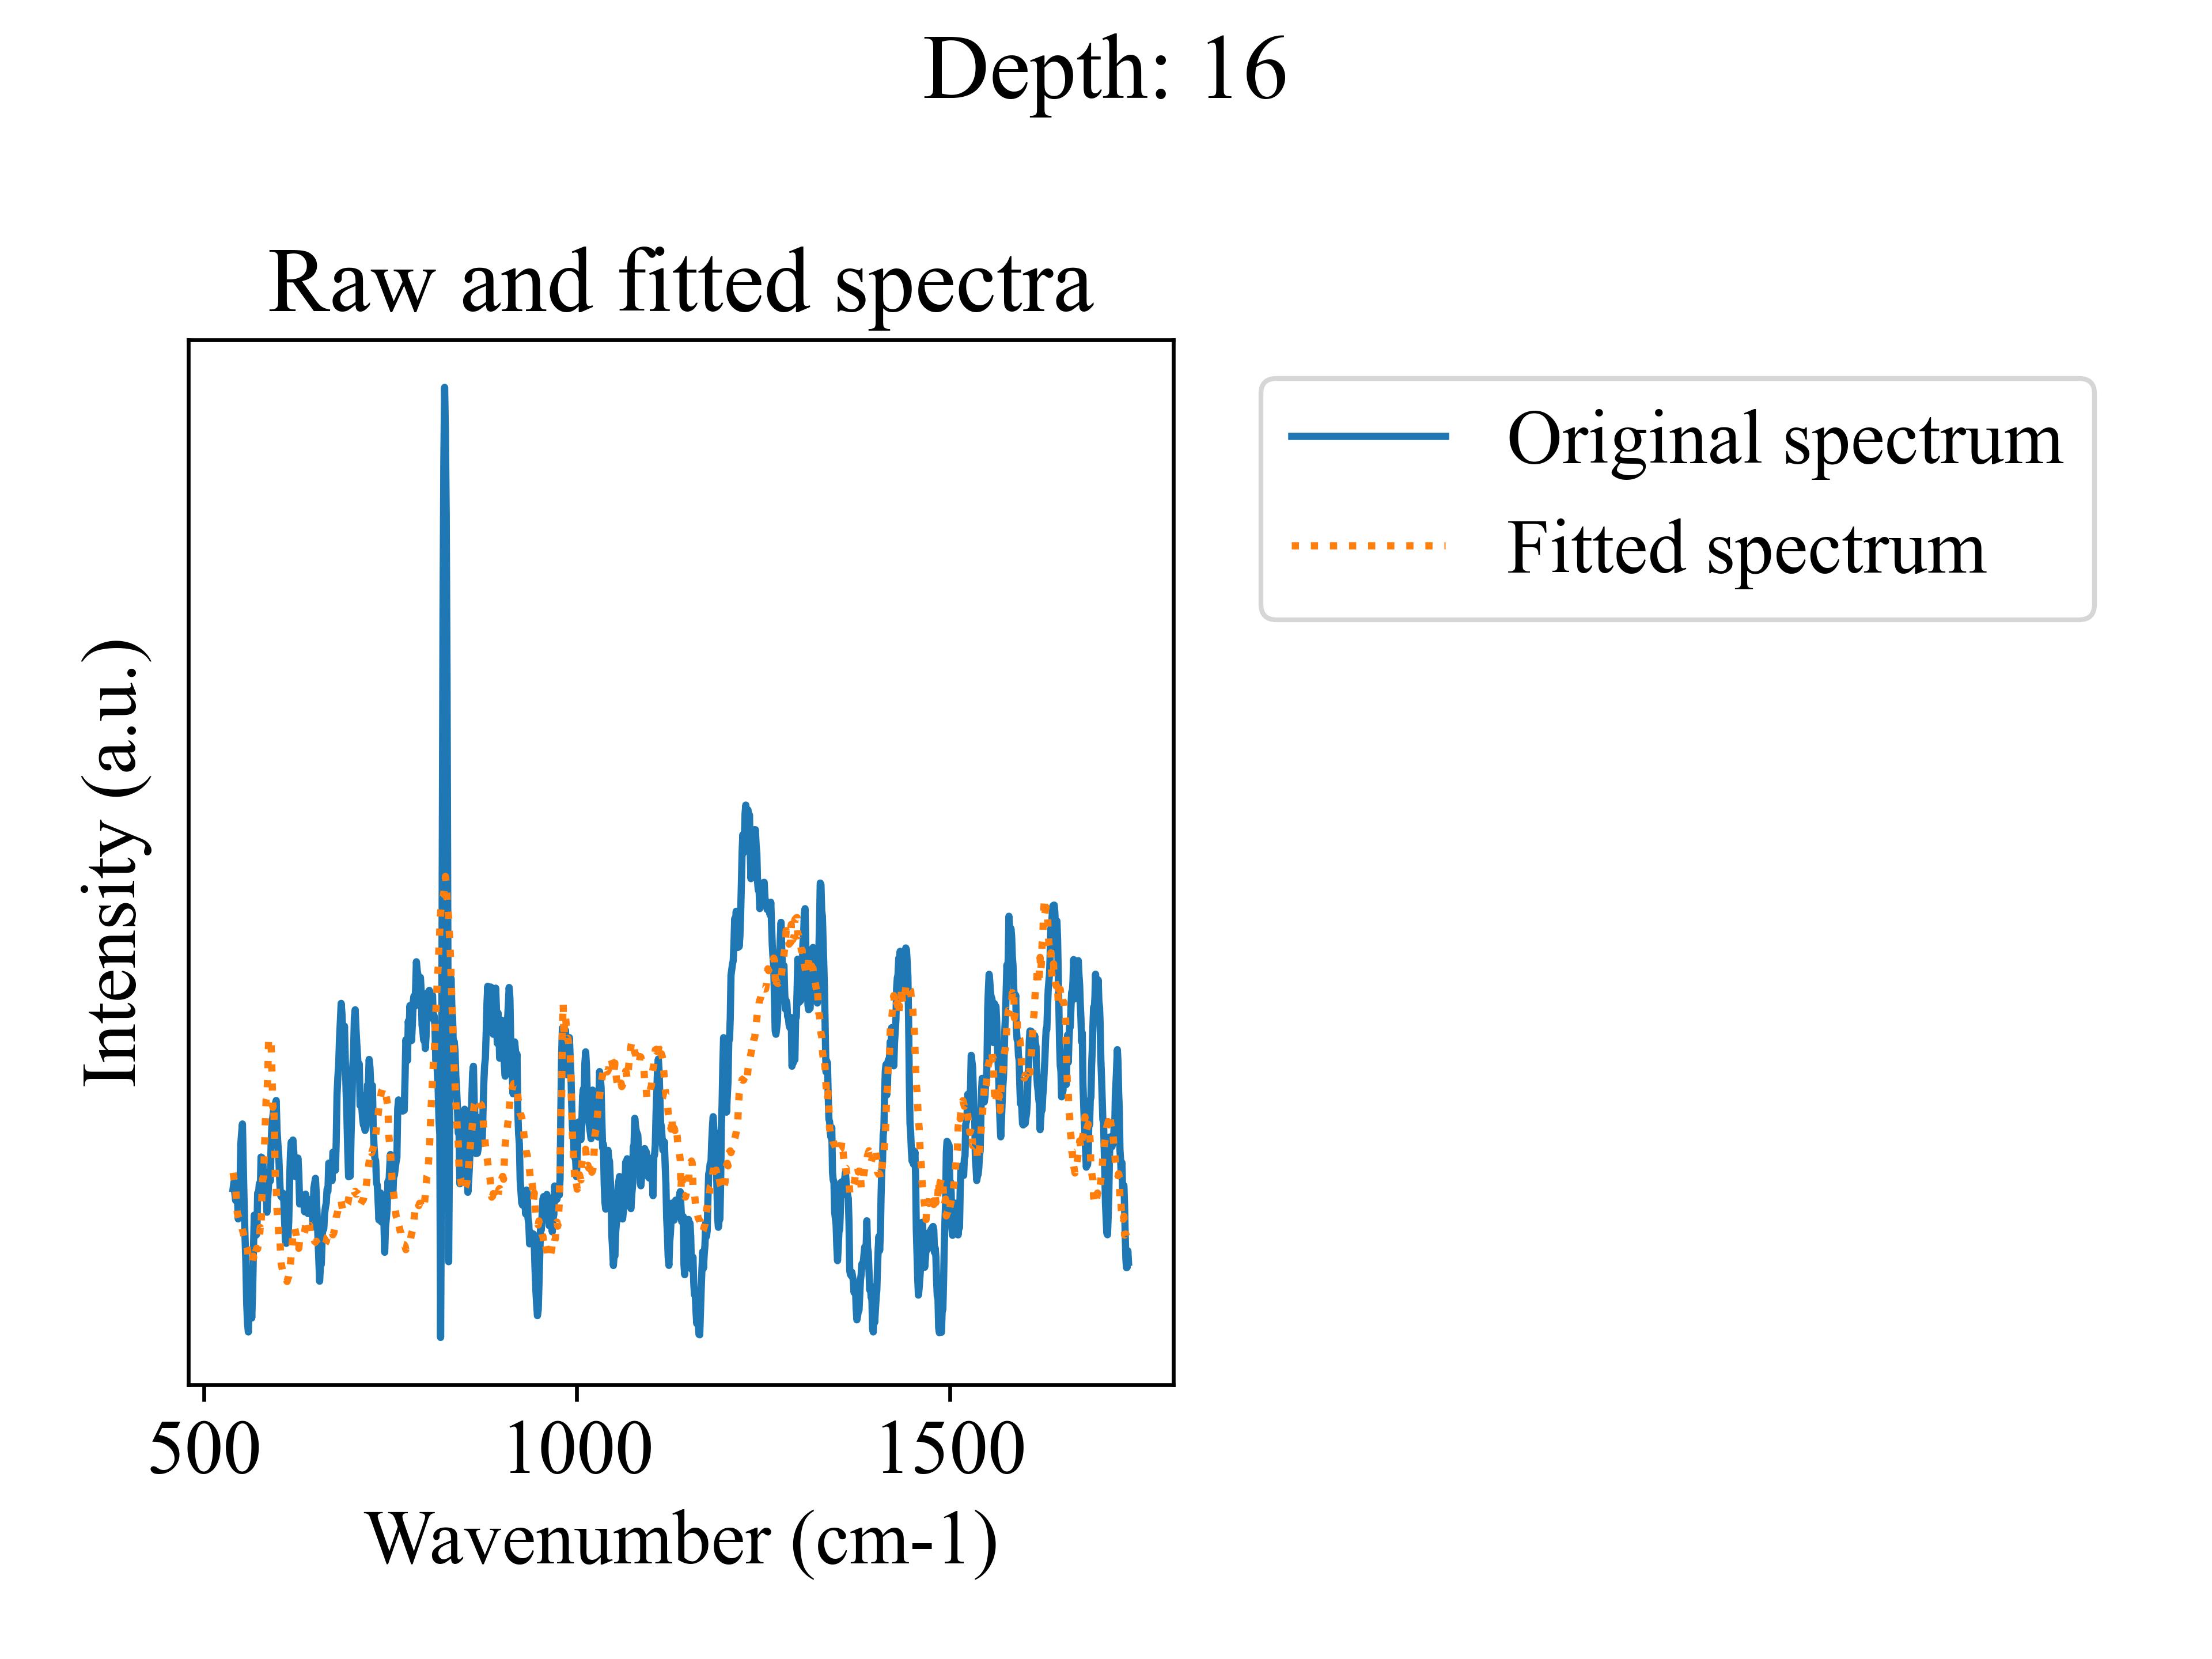 Depth: 16
Raw and fitted spectra
Original spectrum
Fitted spectrum
Intensity (a.u.)
500 1000 1500
Wavenumber (cm-1)